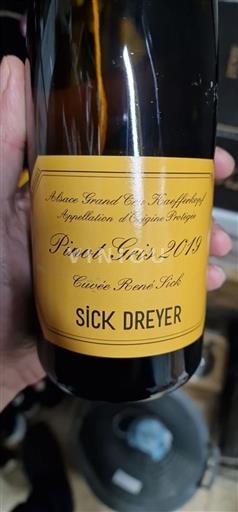 Alsace Grand Cru Kaefferkopf
Appellation d'Origine Protégée
Pinot Gris 2019
Cuvée René Sick
SiCK DREYER